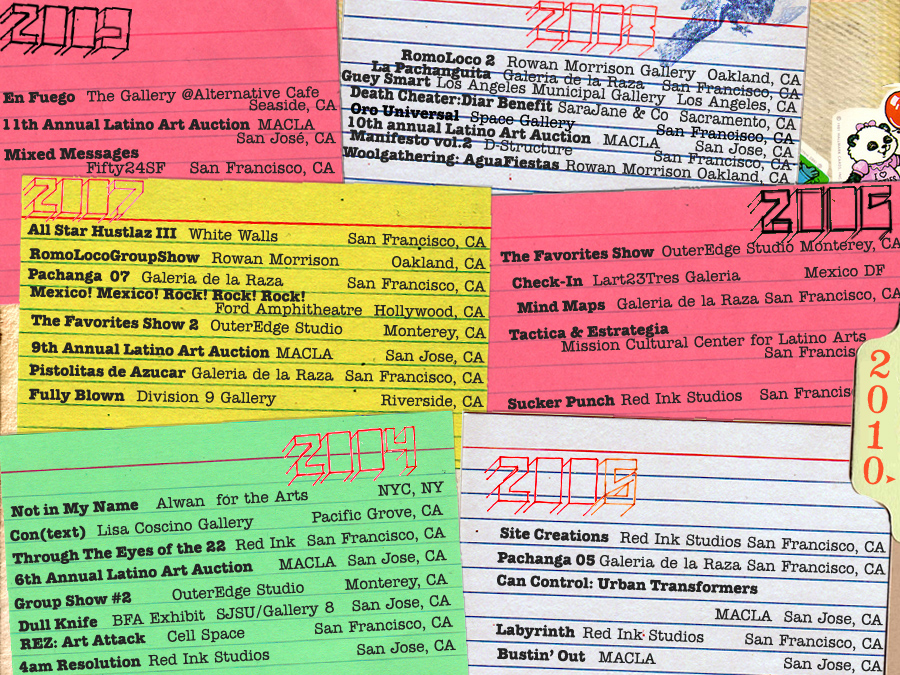 2009
En Fuego The Gallery @Alternative Cafe
Seaside, CA
11th Annual Latino Art Auction MACLA
San José, CA
Mixed Messages
Fifty24SF San Francisco, CA
2008
RomoLoco 2 Rowan Morrison Gallery Oakland, CA
La Pachanguita Galeria de la Raza San Francisco, CA
Guey Smart Los Angeles Municipal Gallery Los Angeles, CA
Death Cheater:Diar Benefit SaraJane & Co Sacramento, CA
Oro Universal Space Gallery San Francisco, CA
10th annual Latino Art Auction MACLA San Jose, CA
Manifesto vol.2 D-Structure San Francisco, CA
Woolgathering: AguaFiestas Rowan Morrison Oakland, CA
2007
All Star Hustlaz III White Walls San Francisco, CA
RomoLocoGroupShow Rowan Morrison Oakland, CA
Pachanga 07 Galeria de la Raza San Francisco, CA
Mexico! Mexico! Rock! Rock! Rock!
Ford Amphitheatre Hollywood, CA
The Favorites Show 2 OuterEdge Studio Monterey, CA
9th Annual Latino Art Auction MACLA San Jose, CA
Pistolitas de Azucar Galeria de la Raza San Francisco, CA
Fully Blown Division 9 Gallery Riverside, CA
2006
The Favorites Show OuterEdge Studio Monterey, CA
Check-In Lart23Tres Galeria Mexico DF
Mind Maps Galeria de la Raza San Francisco, CA
Tactica & Estrategia
Mission Cultural Center for Latino Arts
San Francisc
Sucker Punch Red Ink Studios San Francis
2010
2004
Not in My Name Alwan for the Arts NYC, NY
Con(text) Lisa Coscino Gallery Pacific Grove, CA
Through The Eyes of the 22 Red Ink San Francisco, CA
6th Annual Latino Art Auction MACLA San Jose, CA
Group Show #2 OuterEdge Studio Monterey, CA
Dull Knife BFA Exhibit SJSU/Gallery 8 San Jose, CA
REZ: Art Attack Cell Space San Francisco, CA
4am Resolution Red Ink Studios San Jose, CA
2005
Site Creations Red Ink Studios San Francisco, CA
Pachanga 05 Galeria de la Raza San Francisco, CA
Can Control: Urban Transformers
MACLA San Jose, CA
Labyrinth Red Ink Studios San Francisco, CA
Bustin' Out MACLA San Jose, CA